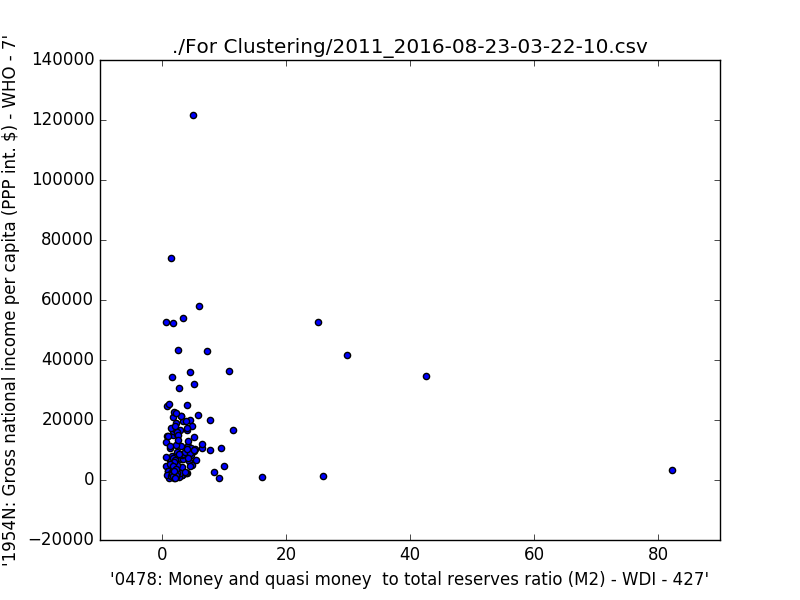 ./For Clustering/2011_2016-08-23-03-22-10.csv
'1954N: Gross national income per capita (PPP int. $) - WHO - 7'
140000
120000
100000
80000
60000
40000
20000
0
−20000
0 20 40 60 80
'0478: Money and quasi money  to total reserves ratio (M2) - WDI - 427'